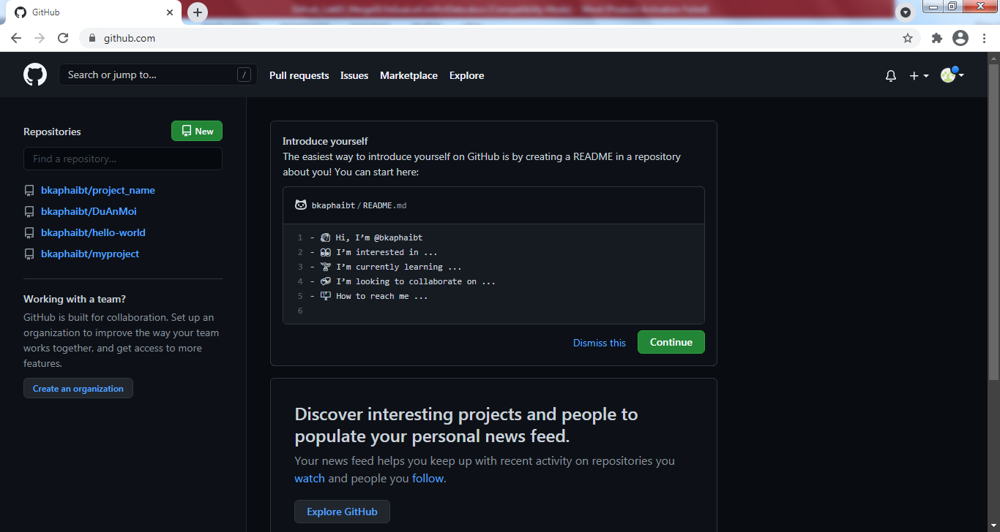 GitHub
github.com
Search or jump to...
/
Pull requests
Issues
Marketplace
Explore
Repositories
New
Find a repository...
bkaphaibt/project_name
bkaphaibt/DuAnMoi
bkaphaibt/hello-world
bkaphaibt/myproject
Working with a team?
GitHub is built for collaboration. Set up an
organization to improve the way your team
works together, and get access to more
features.
Create an organization
Introduce yourself
The easiest way to introduce yourself on GitHub is by creating a README in a repository
about you! You can start here:
bkaphaibt/README.md
1 - 👋 Hi, I’m @bkaphaibt
2 - 👀 I’m interested in ...
3 - 🌱 I’m currently learning ...
4 - 💞️ I’m looking to collaborate on ...
5 - 📫 How to reach me ...
6
Dismiss this
Continue
Discover interesting projects and people to
populate your personal news feed.
Your news feed helps you keep up with recent activity on repositories you
watch and people you follow.
Explore GitHub